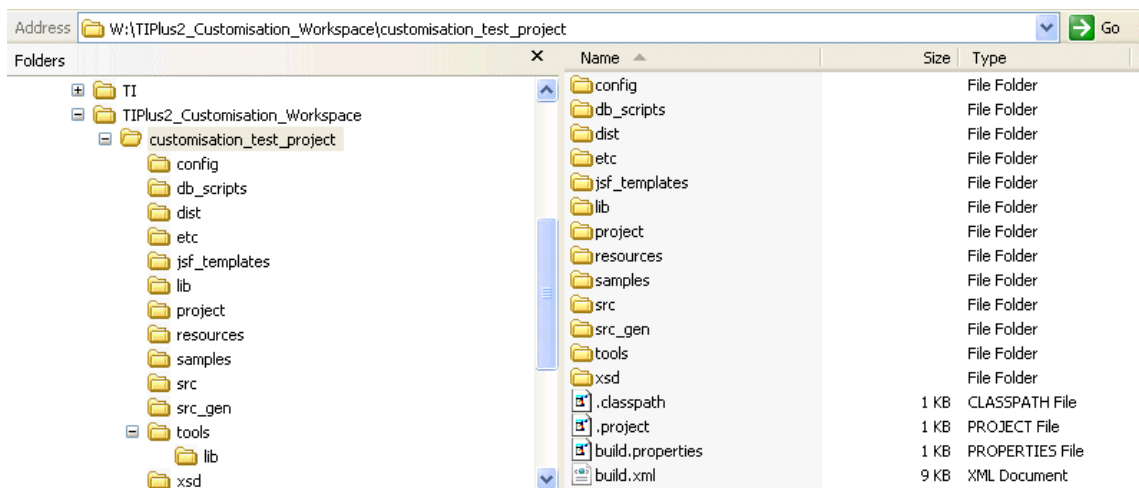 Address W:\TIPlus2_Customisation_Workspace\customisation_test_project Go
Folders
TI
TIPlus2_Customisation_Workspace
customisation_test_project
config
db_scripts
dist
etc
jsf_templates
lib
project
resources
samples
src
src_gen
tools
lib
xsd
Name Size Type
config File Folder
db_scripts File Folder
dist File Folder
etc File Folder
jsf_templates File Folder
lib File Folder
project File Folder
resources File Folder
samples File Folder
src File Folder
src_gen File Folder
tools File Folder
xsd File Folder
.classpath 1 KB CLASSPATH File
.project 1 KB PROJECT File
build.properties 1 KB PROPERTIES File
build.xml 9 KB XML Document